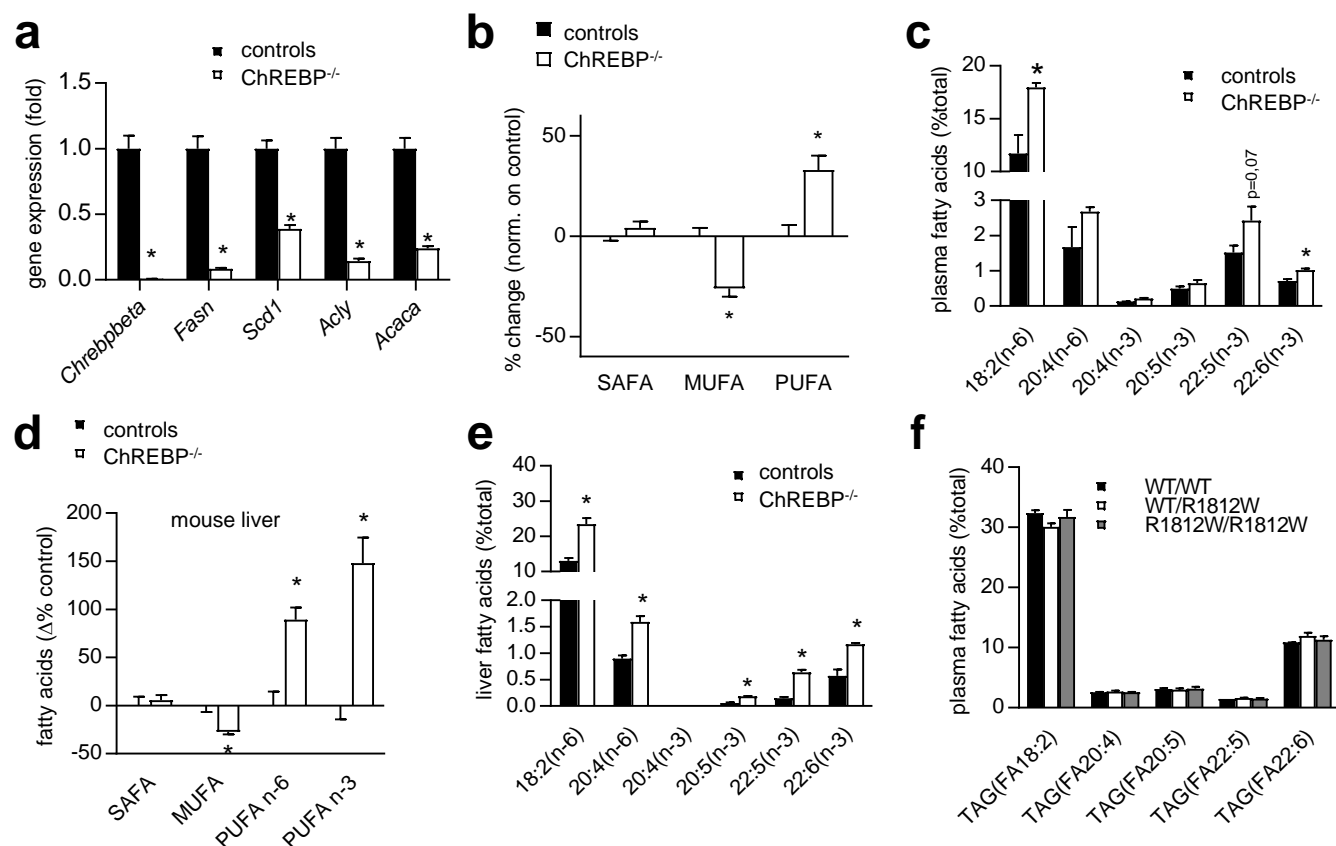 a
controls
ChREBP-/-
gene expression (fold)
1.5
1.0
0.5
0.0
*
*
*
*
*
Chrebpbeta
Fasn
Scd1
Acly
Acaca
b
controls
ChREBP-/-
% change (norm. on control)
50
0
-50
*
*
SAFA
MUFA
PUFA
c
controls
ChREBP-/-
plasma fatty acids (%total)
20
15
10
3
2
1
0
*
p=0,07
*
18:2(n-6)
20:4(n-6)
20:4(n-3)
20:5(n-3)
22:5(n-3)
22:6(n-3)
d
controls
ChREBP-/-
mouse liver
fatty acids (Δ% control)
200
150
100
50
0
-50
*
*
*
SAFA
MUFA
PUFA n-6
PUFA n-3
e
controls
ChREBP-/-
liver fatty acids (%total)
40
30
20
10
2.0
1.5
1.0
0.5
0.0
*
*
*
*
*
18:2(n-6)
20:4(n-6)
20:4(n-3)
20:5(n-3)
22:5(n-3)
22:6(n-3)
f
WT/WT
WT/R1812W
R1812W/R1812W
plasma fatty acids (%total)
40
30
20
10
0
TAG(FA18:2)
TAG(FA20:4)
TAG(FA20:5)
TAG(FA22:5)
TAG(FA22:6)